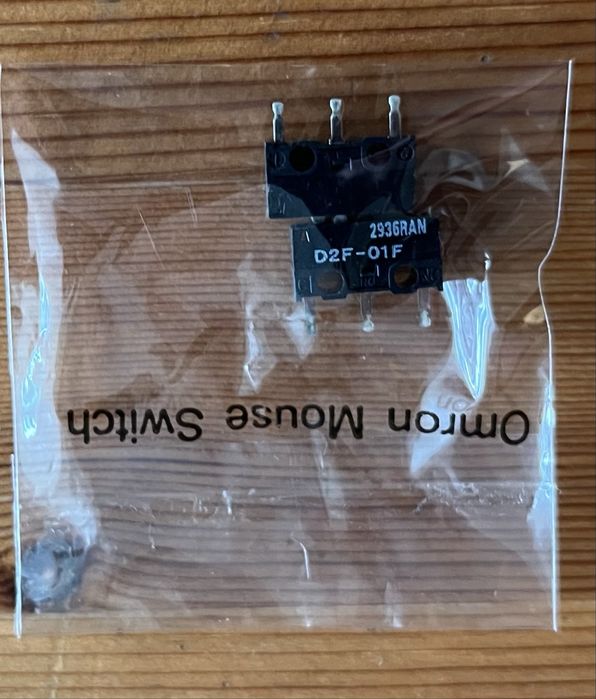 2936RAN
D2F-01F
Omron Mouse Switch